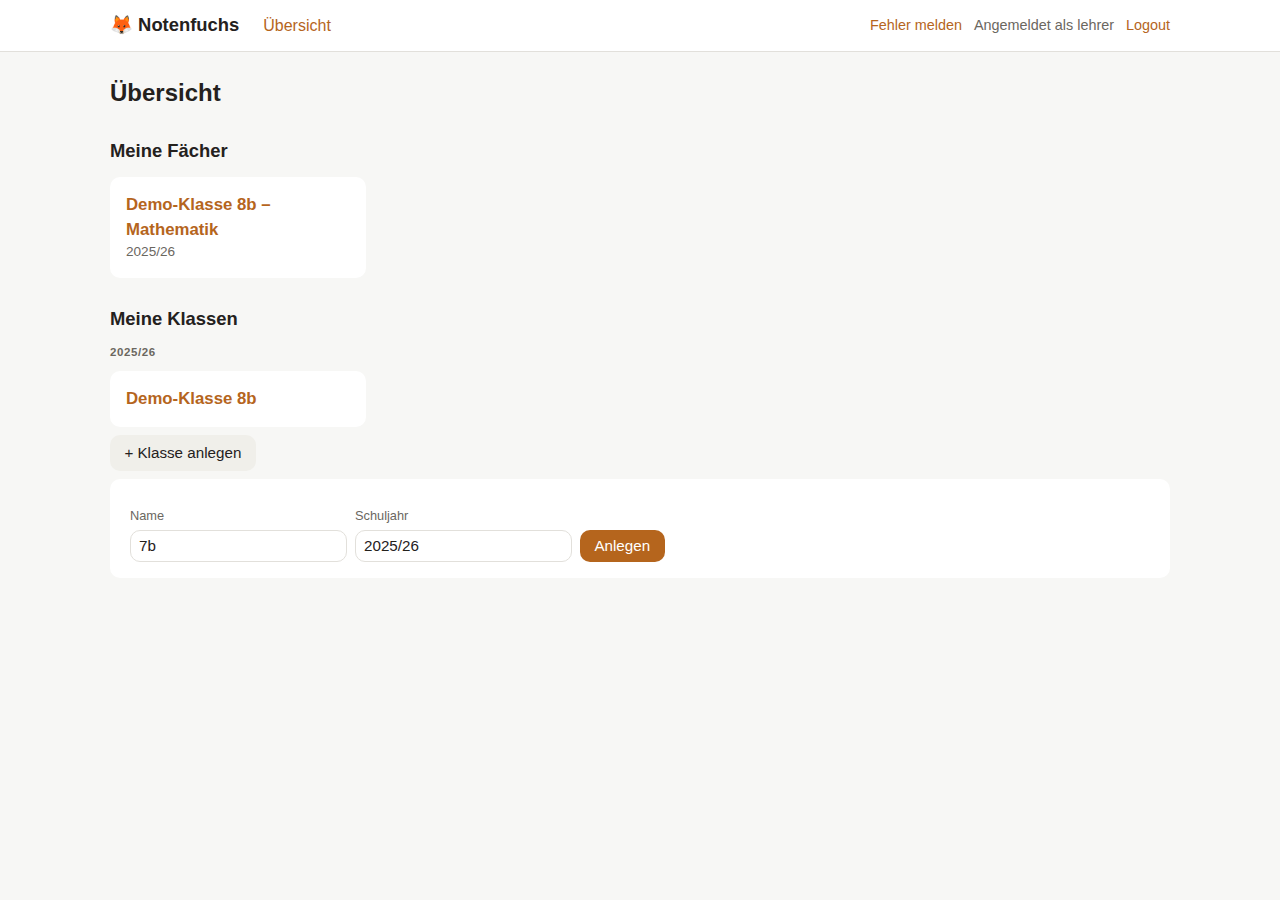 🦊 Notenfuchs Übersicht Fehler melden Angemeldet als lehrer Logout
Übersicht
Meine Fächer
Demo-Klasse 8b –
Mathematik
2025/26
Meine Klassen
2025/26
Demo-Klasse 8b
+ Klasse anlegen
Name Schuljahr
7b 2025/26 Anlegen